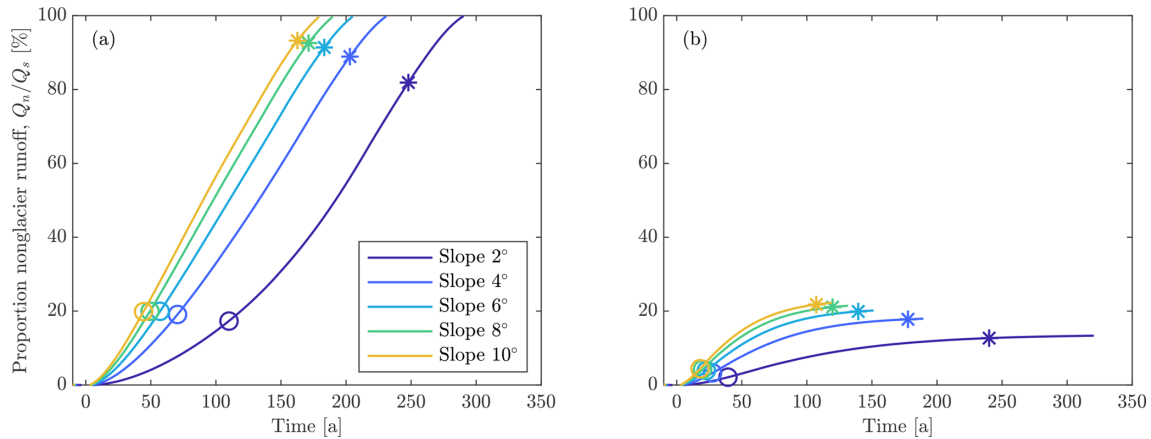 (a)
Proportion nonglacier runoff, Qn/Qs [%]
100
80
60
40
20
0
0 50 100 150 200 250 300 350
Time [a]
Slope 2°
Slope 4°
Slope 6°
Slope 8°
Slope 10°
(b)
100
80
60
40
20
0
0 50 100 150 200 250 300 350
Time [a]